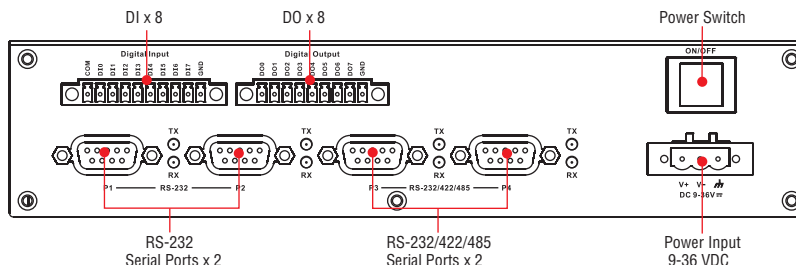 DI x 8
DO x 8
Power Switch
Digital Input
Digital Output
ON/OFF
COM DI0 DI1 DI2 DI3 DI4 DI5 DI6 DI7 GND
DO0 DO1 DO2 DO3 DO4 DO5 DO6 DO7 GND
TX
TX
TX
TX
RX
RX
RX
RX
P1 RS-232 P2
P3 RS-232/422/485 P4
V+ V-
DC 9-36V
RS-232
Serial Ports x 2
RS-232/422/485
Serial Ports x 2
Power Input
9-36 VDC